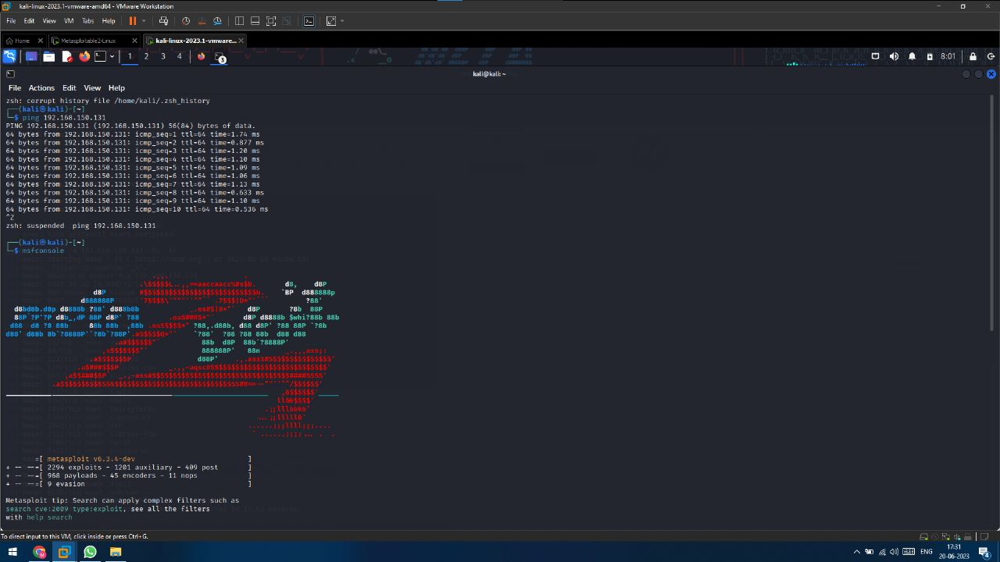 kali-linux-2023.1-vmware-amd64 - VMware Workstation
File Edit View VM Tabs Help
Home Metasploitable2-Linux kali-linux-2023.1-vmware...
1 2 3 4 3 8:01
kali@kali: ~
File Actions Edit View Help
zsh: corrupt history file /home/kali/.zsh_history
(kali㉿kali)-[~]
$ ping 192.168.150.131
PING 192.168.150.131 (192.168.150.131) 56(84) bytes of data.
64 bytes from 192.168.150.131: icmp_seq=1 ttl=64 time=1.74 ms
64 bytes from 192.168.150.131: icmp_seq=2 ttl=64 time=0.877 ms
64 bytes from 192.168.150.131: icmp_seq=3 ttl=64 time=1.20 ms
64 bytes from 192.168.150.131: icmp_seq=4 ttl=64 time=1.10 ms
64 bytes from 192.168.150.131: icmp_seq=5 ttl=64 time=1.09 ms
64 bytes from 192.168.150.131: icmp_seq=6 ttl=64 time=1.06 ms
64 bytes from 192.168.150.131: icmp_seq=7 ttl=64 time=1.13 ms
64 bytes from 192.168.150.131: icmp_seq=8 ttl=64 time=0.633 ms
64 bytes from 192.168.150.131: icmp_seq=9 ttl=64 time=1.10 ms
64 bytes from 192.168.150.131: icmp_seq=10 ttl=64 time=0.536 ms
^Z
zsh: suspended  ping 192.168.150.131
(kali㉿kali)-[~]
$ msfconsole
=[ metasploit v6.3.4-dev ]
+ -- --=[ 2294 exploits - 1201 auxiliary - 409 post ]
+ -- --=[ 968 payloads - 45 encoders - 11 nops ]
+ -- --=[ 9 evasion ]
Metasploit tip: Search can apply complex filters such as
search cve:2009 type:exploit, see all the filters
with help search
To direct input to this VM, click inside or press Ctrl+G.
ENG 17:31
20-06-2023 4